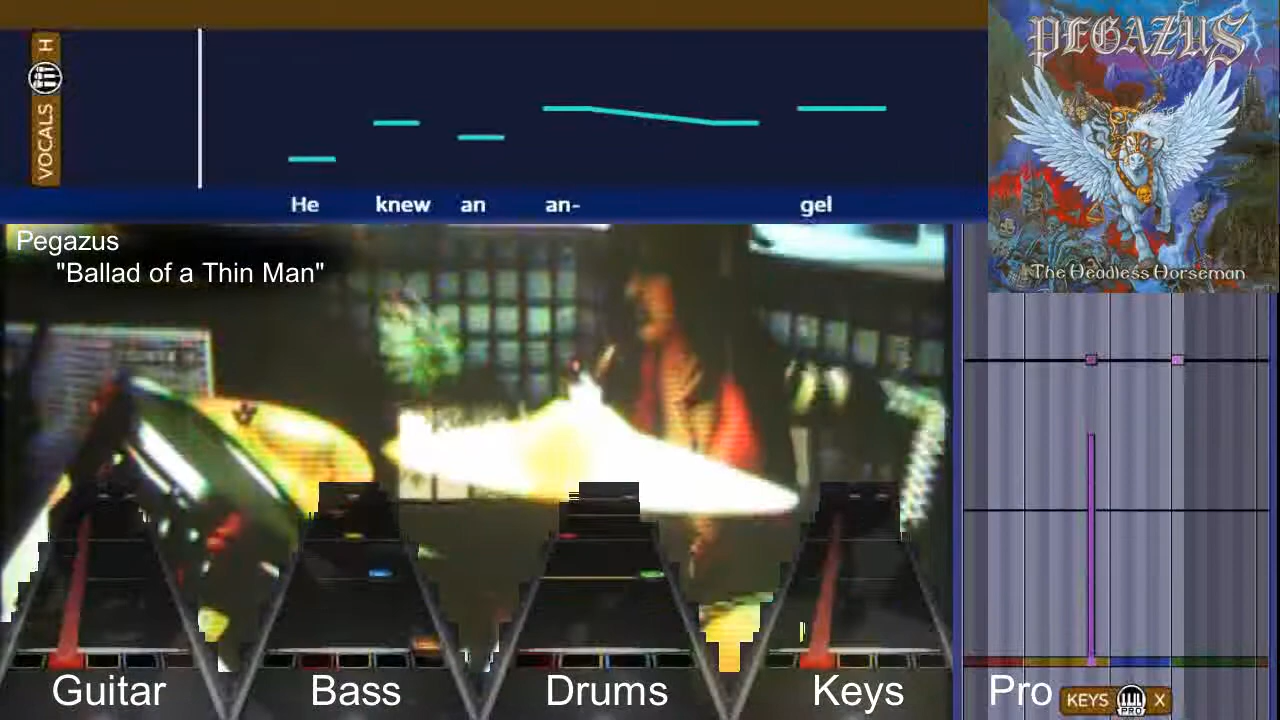 PEGAZUS
VOCALS H
He knew an an- gel
Pegazus
"Ballad of a Thin Man"
The Headless Horseman
Guitar Bass Drums Keys Pro KEYS PRO X